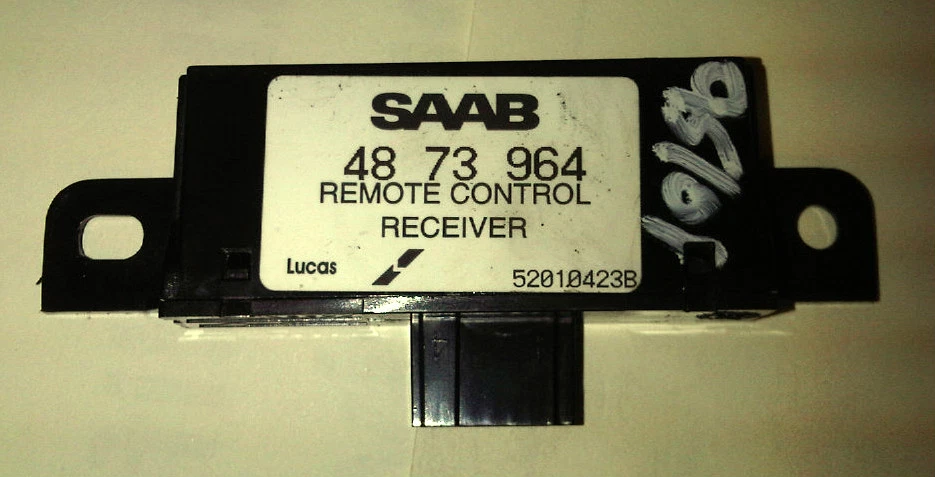 SAAB
48 73 964
REMOTE CONTROL
RECEIVER
Lucas
52010423B